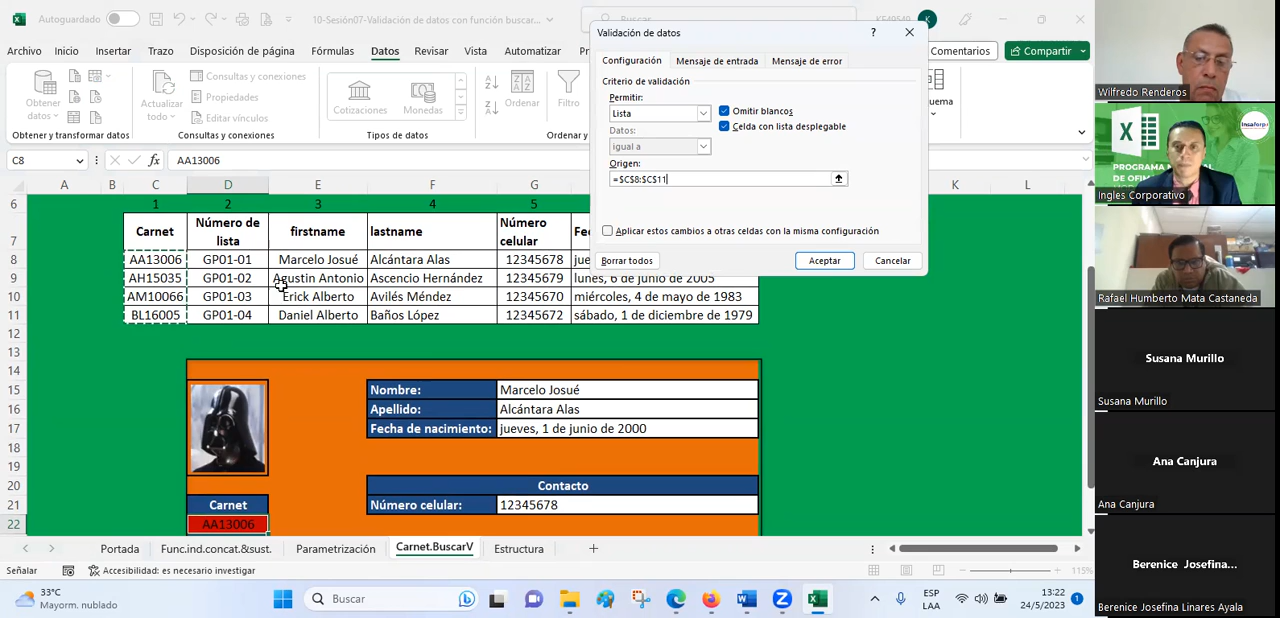 Autoguardado
10-Sesión07-Validación de datos con función buscar...
Buscar
KF49549
K
Archivo Inicio Insertar Trazo Disposición de página Fórmulas Datos Revisar Vista Automatizar
Comentarios
Compartir
Obtener datos
Consultas y conexiones
Propiedades
Editar vínculos
Actualizar todo
Cotizaciones
Monedas
Ordenar
Filtro
Obtener y transformar datos
Consultas y conexiones
Tipos de datos
Ordenar y
Validación de datos
?
Configuración Mensaje de entrada Mensaje de error
Criterio de validación
Permitir:
Lista
Omitir blancos
Celda con lista desplegable
Datos:
igual a
Origen:
=$C$8:$C$11
Aplicar estos cambios a otras celdas con la misma configuración
Borrar todos
Aceptar
Cancelar
C8
fx
AA13006
A B C D E F G K L
6 1 2 3 4 5
7 Carnet Número de lista firstname lastname Número celular
8 AA13006 GP01-01 Marcelo Josué Alcántara Alas 12345678
9 AH15035 GP01-02 Agustin Antonio Ascencio Hernández 12345679 lunes, 6 de junio de 2005
10 AM10066 GP01-03 Erick Alberto Avilés Méndez 12345670 miércoles, 4 de mayo de 1983
11 BL16005 GP01-04 Daniel Alberto Baños López 12345672 sábado, 1 de diciembre de 1979
12
13
14
15 Nombre: Marcelo Josué
16 Apellido: Alcántara Alas
17 Fecha de nacimiento: jueves, 1 de junio de 2000
18
19
20 Contacto
21 Carnet Número celular: 12345678
22 AA13006
Portada Func.ind.concat.&sust. Parametrización Carnet.BuscarV Estructura
Señalar
Accesibilidad: es necesario investigar
115%
33°C
Mayorm. nublado
Buscar
ESP
LAA
13:22
24/5/2023
1
Wilfredo Renderos
Ingles Corporativo
Rafael Humberto Mata Castaneda
Susana Murillo
Susana Murillo
Ana Canjura
Ana Canjura
Berenice Josefina...
Berenice Josefina Linares Ayala